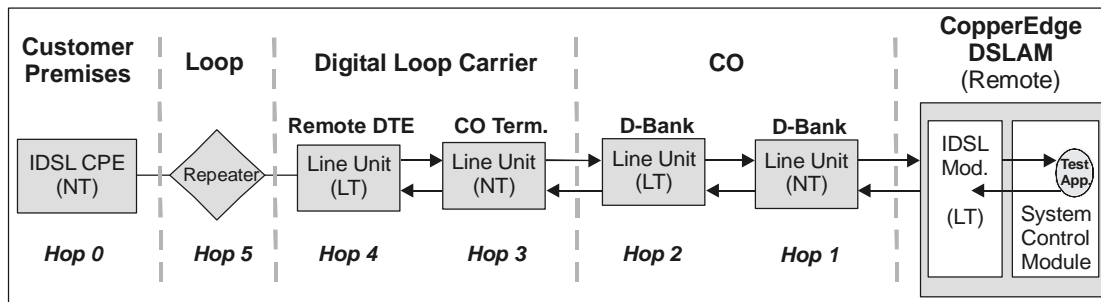 Customer
Premises
Loop
Digital Loop Carrier
CO
CopperEdge
DSLAM
(Remote)
Remote DTE
CO Term.
D-Bank
D-Bank
IDSL CPE
(NT)
Repeater
Line Unit
(LT)
Line Unit
(NT)
Line Unit
(LT)
Line Unit
(NT)
IDSL
Mod.
(LT)
Test
App.
System
Control
Module
Hop 0
Hop 5
Hop 4
Hop 3
Hop 2
Hop 1